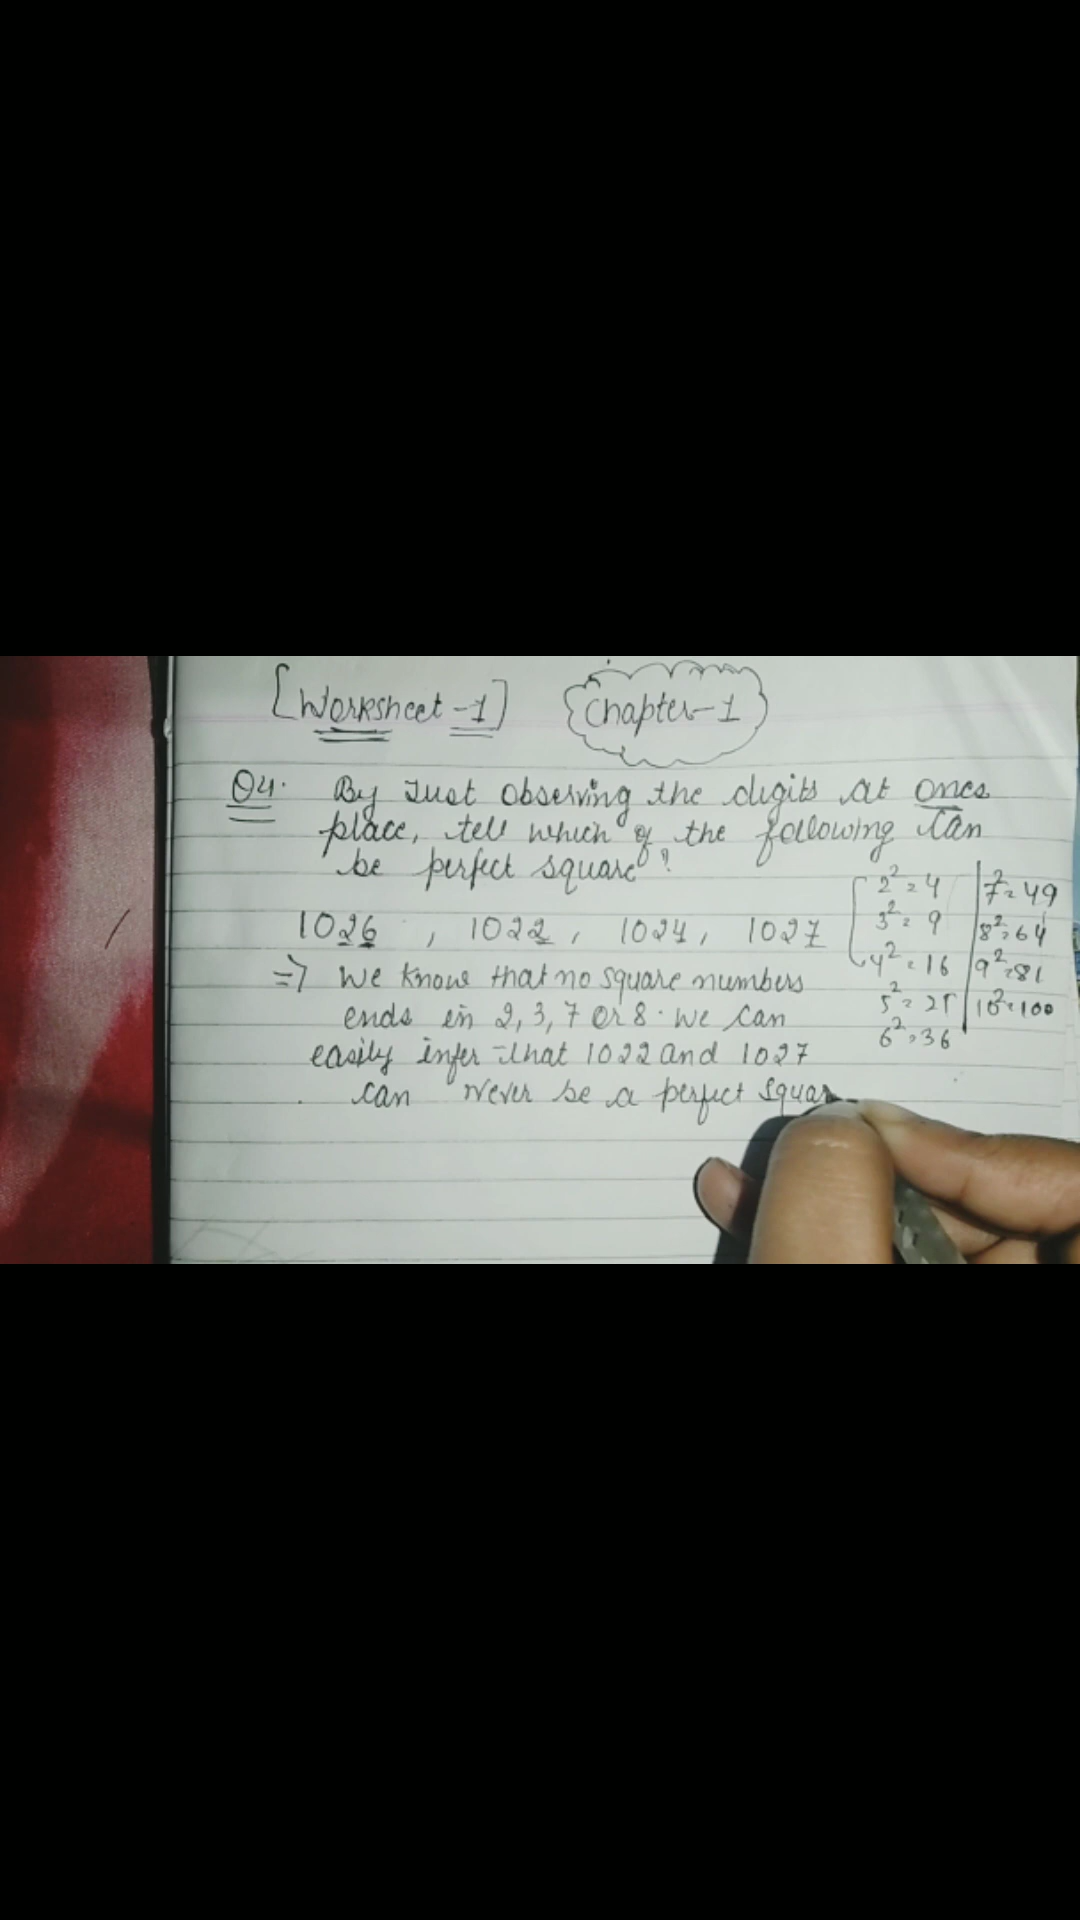 [Worksheet-1]
Chapter-1
Q4. By Just observing the digits at ones
place, tell which of the following Can
be perfect square?
1026, 1022, 1024, 1027
2² = 4
3² = 9
4² = 16
5² = 25
6² = 36
7² = 49
8² = 64
9² = 81
10² = 100
=> We know that no square numbers
ends in 2, 3, 7 or 8. We Can
easily infer that 1022 and 1027
can Never be a perfect Squar